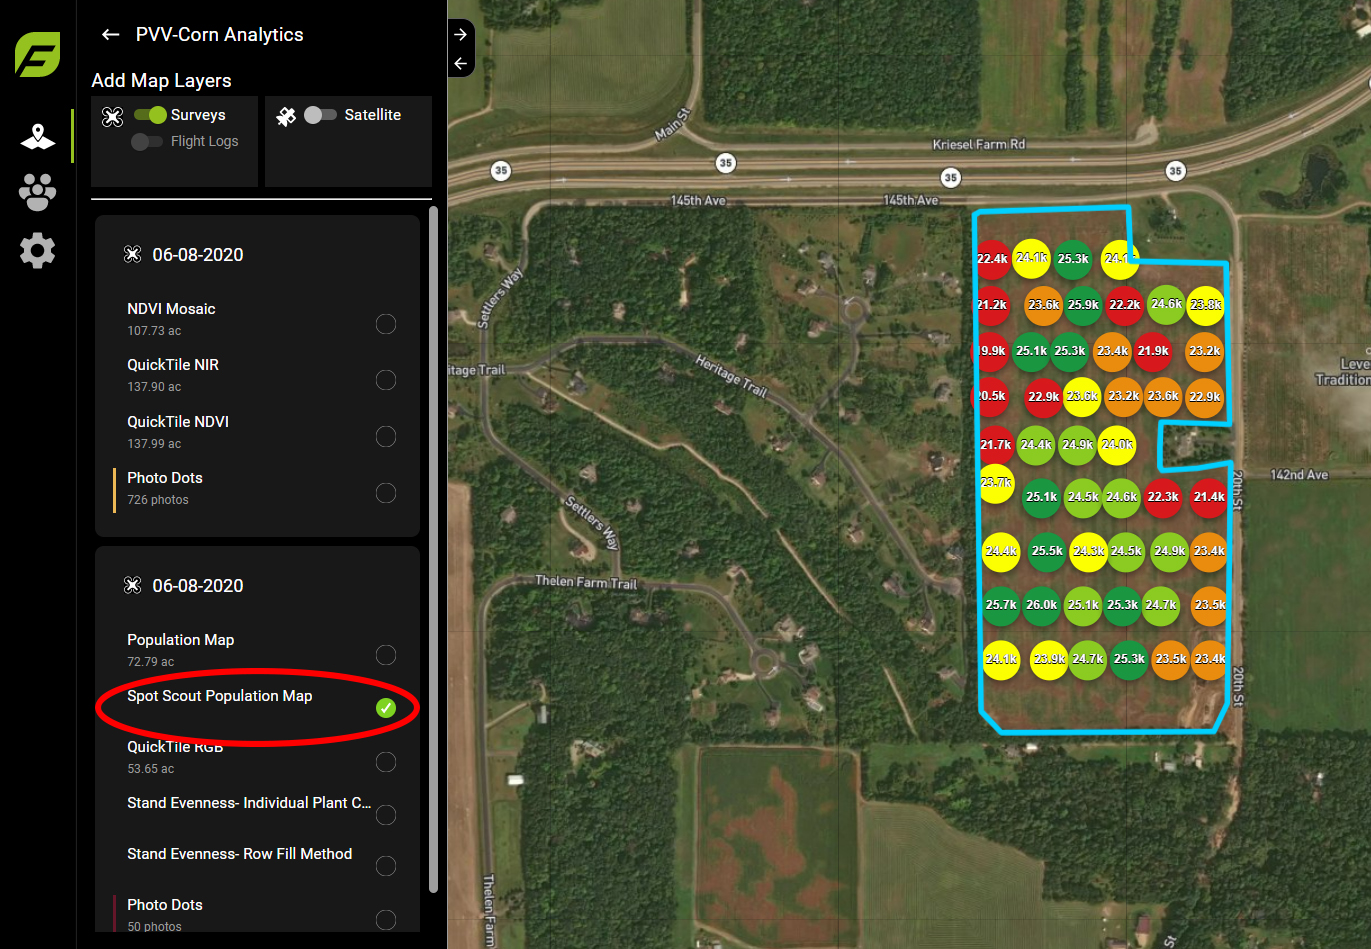 PVV-Corn Analytics
Add Map Layers
Surveys
Flight Logs
Satellite
06-08-2020
NDVI Mosaic
107.73 ac
QuickTile NIR
137.90 ac
QuickTile NDVI
137.99 ac
Photo Dots
726 photos
06-08-2020
Population Map
72.79 ac
Spot Scout Population Map
QuickTile RGB
53.65 ac
Stand Evenness- Individual Plant C...
Stand Evenness- Row Fill Method
Photo Dots
50 photos
Main St
Kriesel Farm Rd
35
35
35
35
145th Ave
145th Ave
Settlers Way
itage Trail
Heritage Trail
Settlers Way
Thelen Farm Trail
Thelen Farm
Leve
Tradition
142nd Ave
20th St
20th St
St
22.4k 24.1k 25.3k 24.1
21.2k 23.6k 25.9k 22.2k 24.6k 23.8k
19.9k 25.1k 25.3k 23.4k 21.9k 23.2k
20.5k 22.9k 23.6k 23.2k 23.6k 22.9k
21.7k 24.4k 24.9k 24.0k
23.7k
25.1k 24.5k 24.6k 22.3k 21.4k
24.4k 25.5k 24.3k 24.5k 24.9k 23.4k
25.7k 26.0k 25.1k 25.3k 24.7k 23.5k
24.1k 23.9k 24.7k 25.3k 23.5k 23.4k